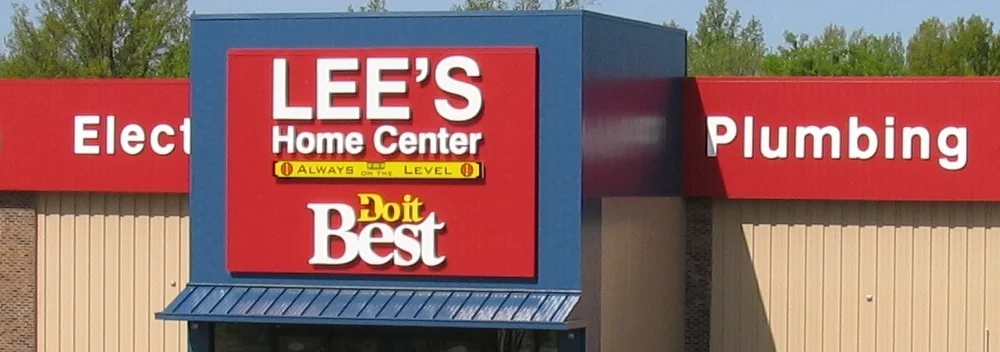 LEE'S
Home Center
ALWAYS ON THE LEVEL
Do it
Best
Elect
Plumbing